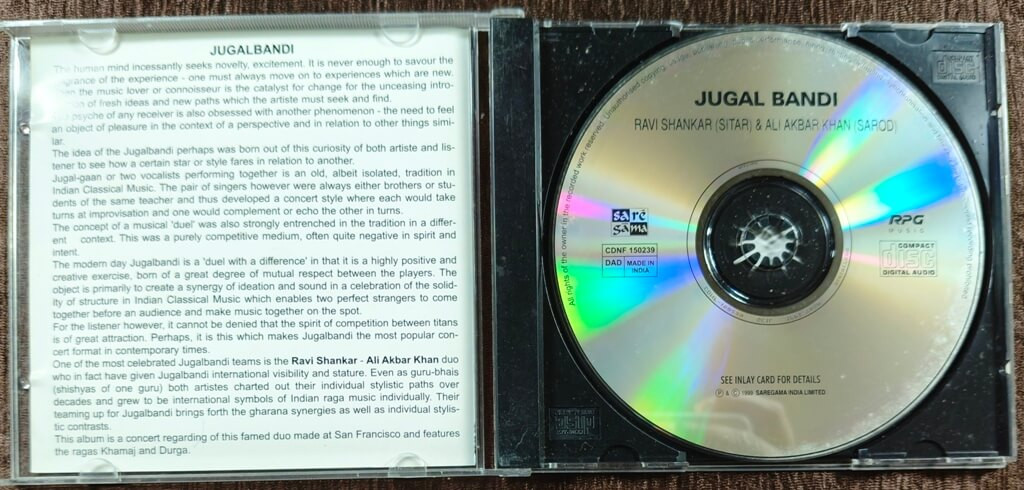 JUGALBANDI
The human mind incessantly seeks novelty, excitement. It is never enough to savour the
fragrance of the experience - one must always move on to experiences which are new.
the music lover or connoisseur is the catalyst for change for the unceasing intro-
of fresh ideas and new paths which the artiste must seek and find.
psyche of any receiver is also obsessed with another phenomenon - the need to feel
an object of pleasure in the context of a perspective and in relation to other things simi-
lar.
The idea of the Jugalbandi perhaps was born out of this curiosity of both artiste and lis-
tener to see how a certain star or style fares in relation to another.
Jugal-gaan or two vocalists performing together is an old, albeit isolated, tradition in
Indian Classical Music. The pair of singers however were always either brothers or stu-
dents of the same teacher and thus developed a concert style where each would take
turns at improvisation and one would complement or echo the other in turns.
The concept of a musical 'duel' was also strongly entrenched in the tradition in a differ-
ent context. This was a purely competitive medium, often quite negative in spirit and
intent.
The modern day Jugalbandi is a 'duel with a difference' in that it is a highly positive and
creative exercise, born of a great degree of mutual respect between the players. The
object is primarily to create a synergy of ideation and sound in a celebration of the solid-
ity of structure in Indian Classical Music which enables two perfect strangers to come
together before an audience and make music together on the spot.
For the listener however, it cannot be denied that the spirit of competition between titans
is of great attraction. Perhaps, it is this which makes Jugalbandi the most popular con-
cert format in contemporary times.
One of the most celebrated Jugalbandi teams is the Ravi Shankar - Ali Akbar Khan duo
who in fact have given Jugalbandi international visibility and stature. Even as guru-bhais
(shishyas of one guru) both artistes charted out their individual stylistic paths over
decades and grew to be international symbols of Indian raga music individually. Their
teaming up for Jugalbandi brings forth the gharana synergies as well as individual stylis-
tic contrasts.
This album is a concert regarding of this famed duo made at San Francisco and features
the ragas Khamaj and Durga.
JUGAL BANDI
RAVI SHANKAR (SITAR) & ALI AKBAR KHAN (SAROD)
sa re
ga ma
CDNF 150239
DAD MADE IN INDIA
RPG
MUSIC
COMPACT
disc
DIGITAL AUDIO
SEE INLAY CARD FOR DETAILS
SAREGAMA INDIA LIMITED
All rights of the owner in the recorded work reserved.